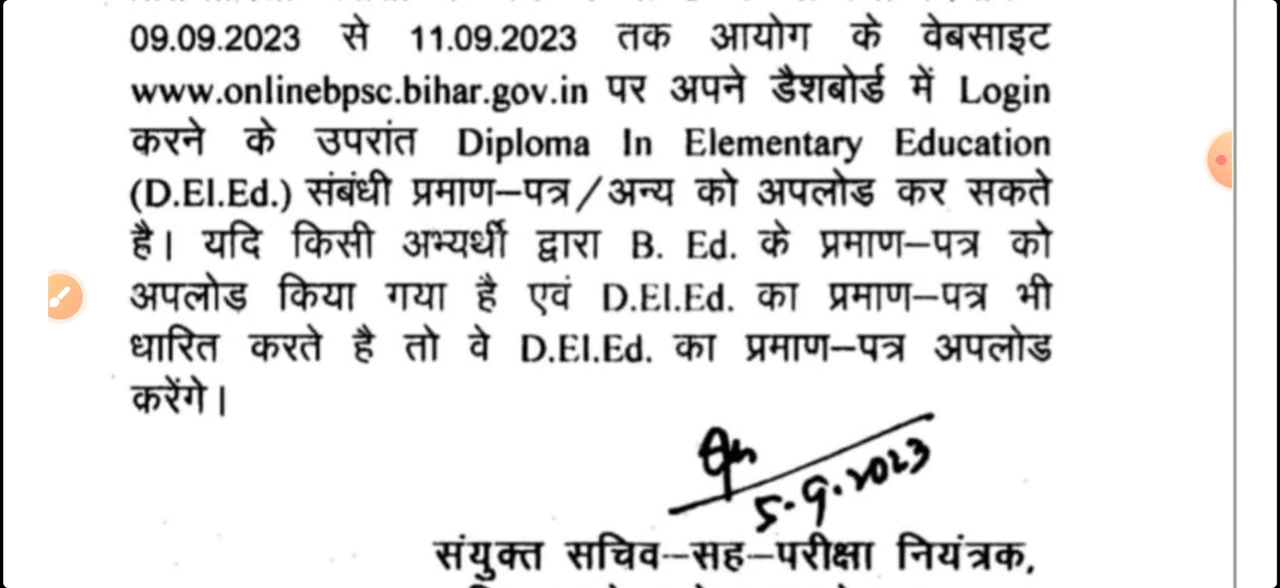 09.09.2023 से 11.09.2023 तक आयोग के वेबसाइट
www.onlinebpsc.bihar.gov.in पर अपने डैशबोर्ड में Login
करने के उपरांत Diploma In Elementary Education
(D.El.Ed.) संबंधी प्रमाण–पत्र/अन्य को अपलोड कर सकते
है। यदि किसी अभ्यर्थी द्वारा B. Ed. के प्रमाण–पत्र को
अपलोड किया गया है एवं D.El.Ed. का प्रमाण–पत्र भी
धारित करते है तो वे D.El.Ed. का प्रमाण–पत्र अपलोड
करेंगे।
5.9.2023
संयुक्त सचिव–सह–परीक्षा नियंत्रक,